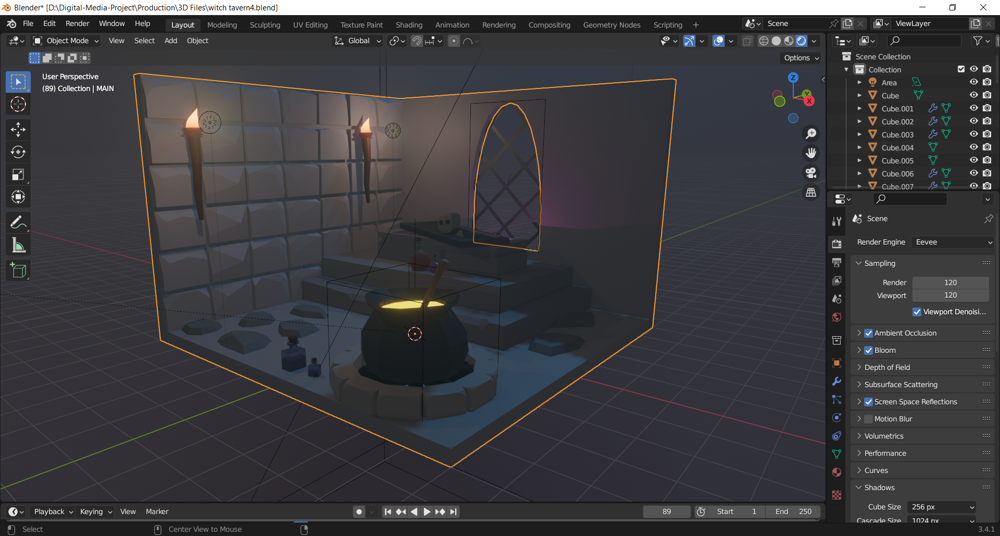 Blender* [D:\Digital-Media-Project\Production\3D Files\witch tavern4.blend]
File Edit Render Window Help Layout Modeling Sculpting UV Editing Texture Paint Shading Animation Rendering Compositing Geometry Nodes Scripting + Scene ViewLayer
Object Mode View Select Add Object Global
Options
User Perspective
(89) Collection | MAIN
Z
Y
X
Scene Collection
Collection
Area
Cube
Cube.001
Cube.002
Cube.003
Cube.004
Cube.005
Cube.006
Cube.007
Scene
Render Engine Eevee
Sampling
Render 120
Viewport 120
Viewport Denoisi...
Ambient Occlusion
Bloom
Depth of Field
Subsurface Scattering
Screen Space Reflections
Motion Blur
Volumetrics
Performance
Curves
Shadows
Cube Size 256 px
Cascade Size 1024 px
Playback Keying View Marker 89 Start 1 End 250
Select Center View to Mouse 3.4.1